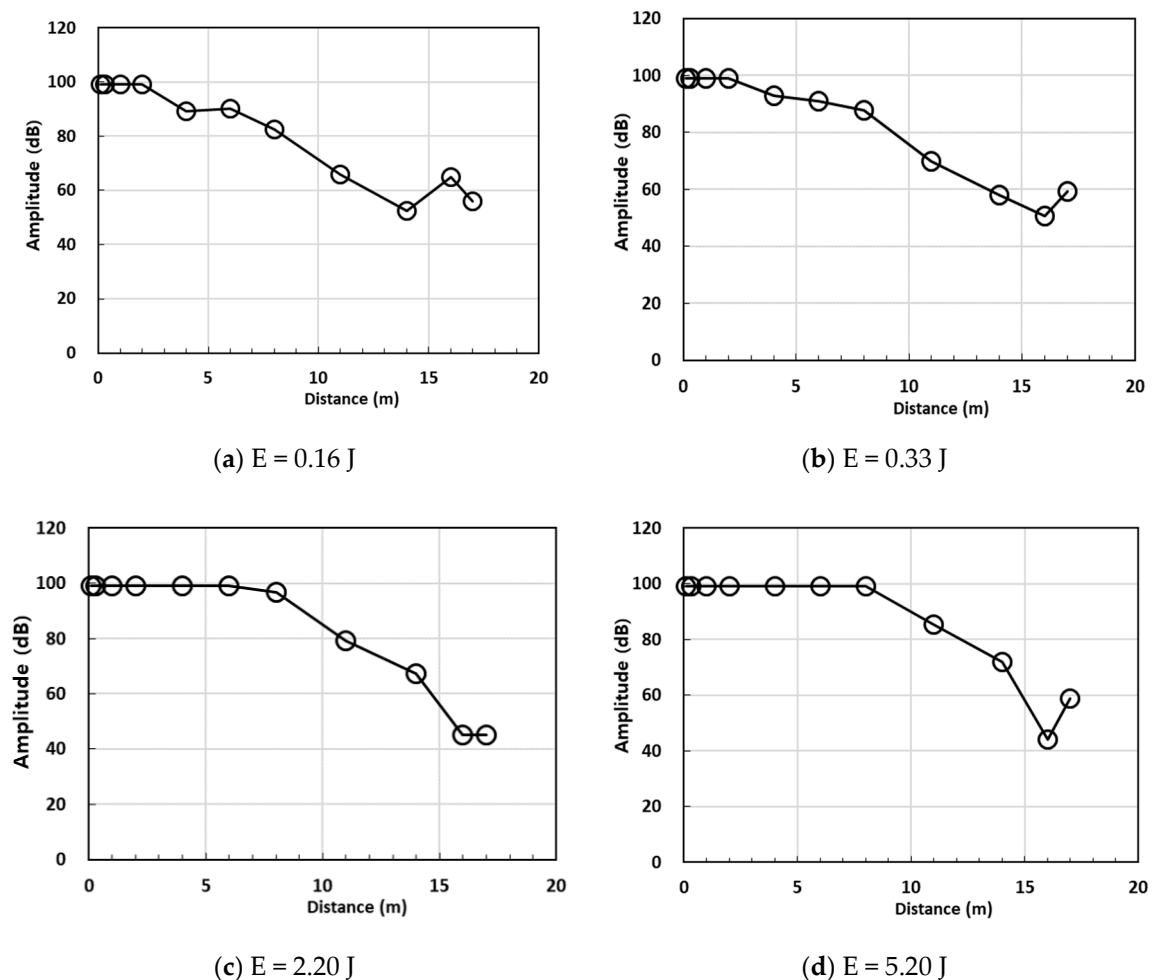 120
100
80
60
40
20
0
Amplitude (dB)
0 5 10 15 20
Distance (m)
(a) E = 0.16 J
120
100
80
60
40
20
0
Amplitude (dB)
0 5 10 15 20
Distance (m)
(b) E = 0.33 J
120
100
80
60
40
20
0
Amplitude (dB)
0 5 10 15 20
Distance (m)
(c) E = 2.20 J
120
100
80
60
40
20
0
Amplitude (dB)
0 5 10 15 20
Distance (m)
(d) E = 5.20 J